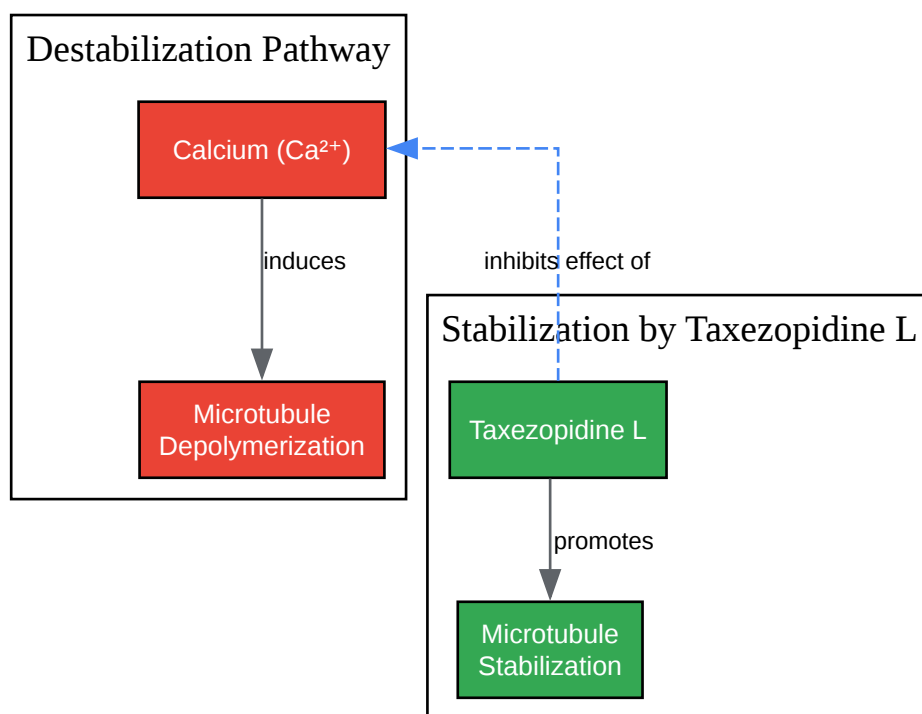 Destabilization Pathway
Calcium (Ca²⁺)
induces
Microtubule
Depolymerization
inhibits effect of
Stabilization by Taxezopidine L
Taxezopidine L
promotes
Microtubule
Stabilization